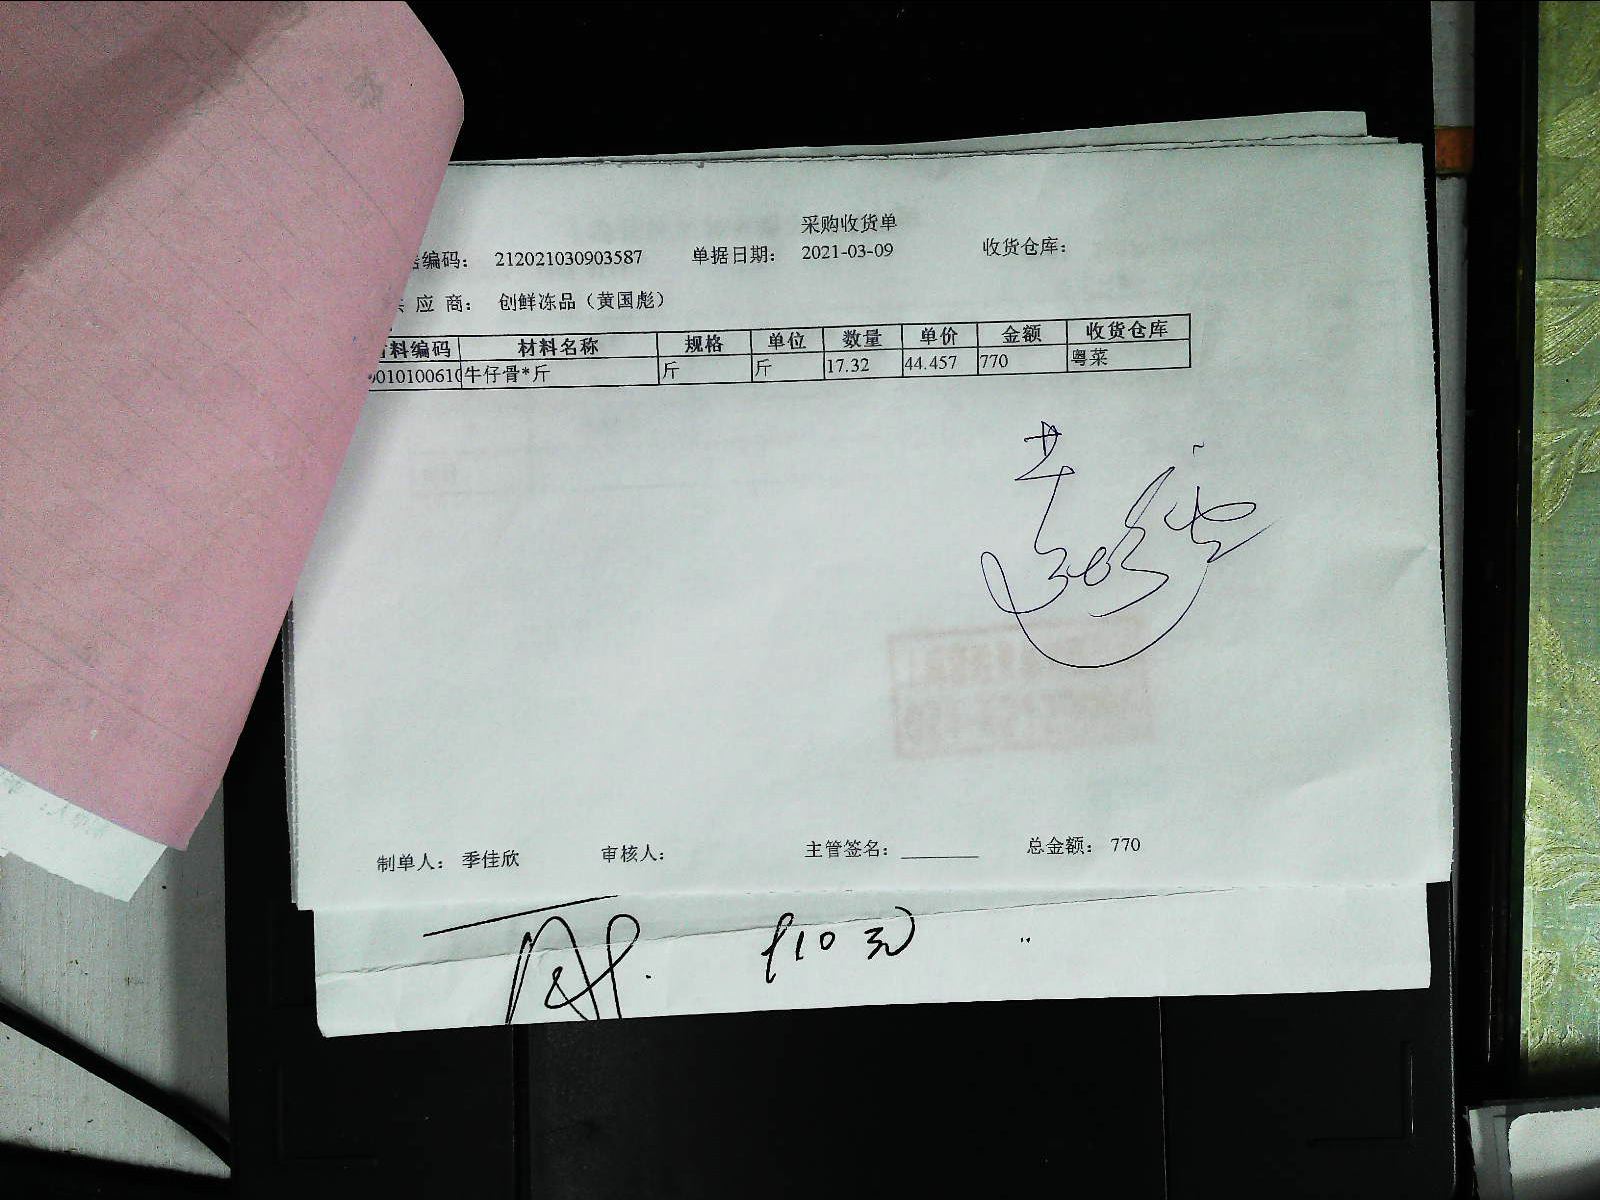 采购收货单
编码： 212021030903587 单据日期： 2021-03-09 收货仓库：
应 商： 创鲜冻品（黄国彪）
料编码 材料名称 规格 单位 数量 单价 金额 收货仓库
010100610 牛仔骨*斤 斤 斤 17.32 44.457 770 粤菜
制单人： 季佳欣 审核人： 主管签名： ______ 总金额： 770